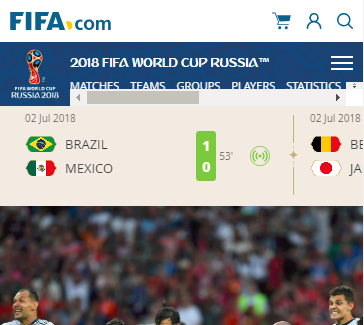 FIFA.com
2018 FIFA WORLD CUP RUSSIA™
FIFA WORLD CUP
RUSSIA 2018
MATCHES TEAMS GROUPS PLAYERS STATISTICS
02 Jul 2018
BRAZIL 1
53'
MEXICO 0
02 Jul 2018
BE
JA